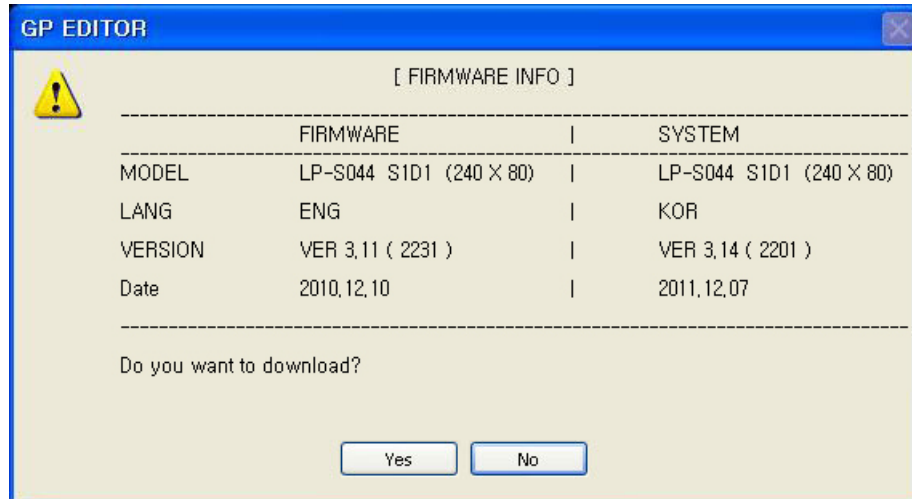 GP EDITOR
[ FIRMWARE INFO ]
FIRMWARE | SYSTEM
MODEL LP-S044 S1D1 (240 X 80) | LP-S044 S1D1 (240 X 80)
LANG ENG | KOR
VERSION VER 3.11 ( 2231 ) | VER 3.14 ( 2201 )
Date 2010.12.10 | 2011.12.07
Do you want to download?
Yes No